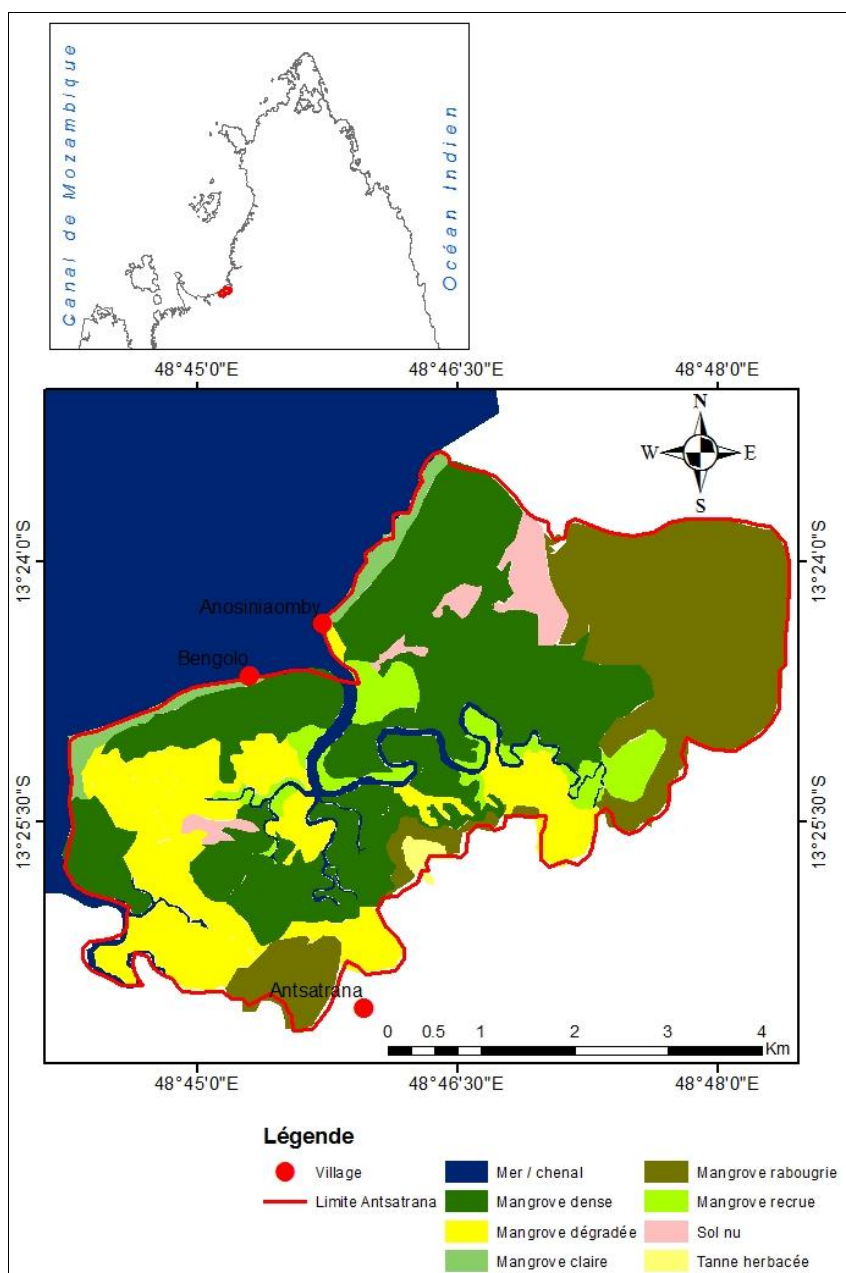 Canal de Mozambique
Océan Indien
48°45'0"E 48°46'30"E 48°48'0"E
N
W E
S
13°24'0"S 13°24'0"S
Anosiniaomby
Bengolo
13°25'30"S 13°25'30"S
Antsatrana
0 0.5 1 2 3 4
Km
48°45'0"E 48°46'30"E 48°48'0"E
Légende
Village Mer / chenal Mangrove rabougrie
Limite Antsatrana Mangrove dense Mangrove recrue
Mangrove dégradée Sol nu
Mangrove claire Tanne herbacée